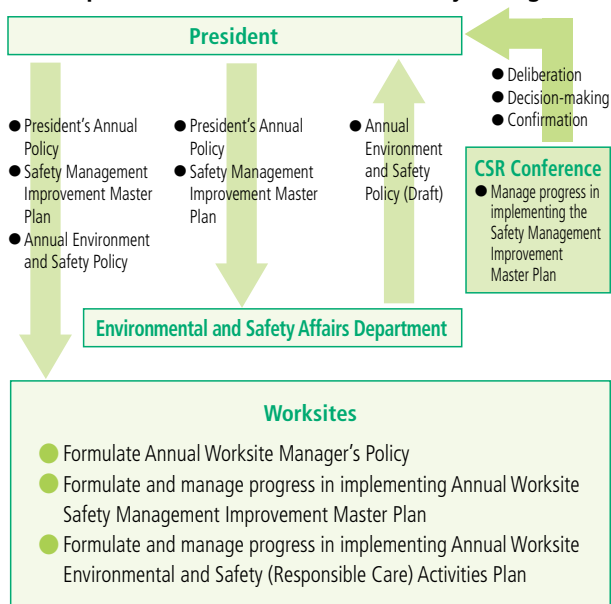 President
● Deliberation
● Decision-making
● Confirmation
● President's Annual
Policy
● Safety Management
Improvement Master
Plan
● Annual Environment
and Safety Policy
● President's Annual
Policy
● Safety Management
Improvement Master
Plan
● Annual
Environment
and Safety
Policy (Draft)
CSR Conference
● Manage progress in
implementing the
Safety Management
Improvement
Master Plan
Environmental and Safety Affairs Department
Worksites
● Formulate Annual Worksite Manager's Policy
● Formulate and manage progress in implementing Annual Worksite
Safety Management Improvement Master Plan
● Formulate and manage progress in implementing Annual Worksite
Environmental and Safety (Responsible Care) Activities Plan